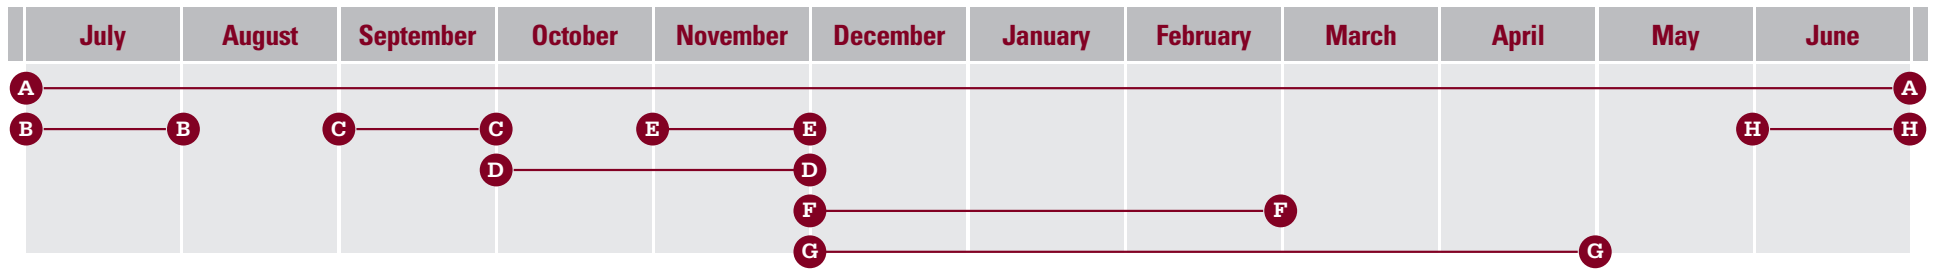 July August September October November December January February March April May June
A A
B B C C E E H H
D D
F F
G G